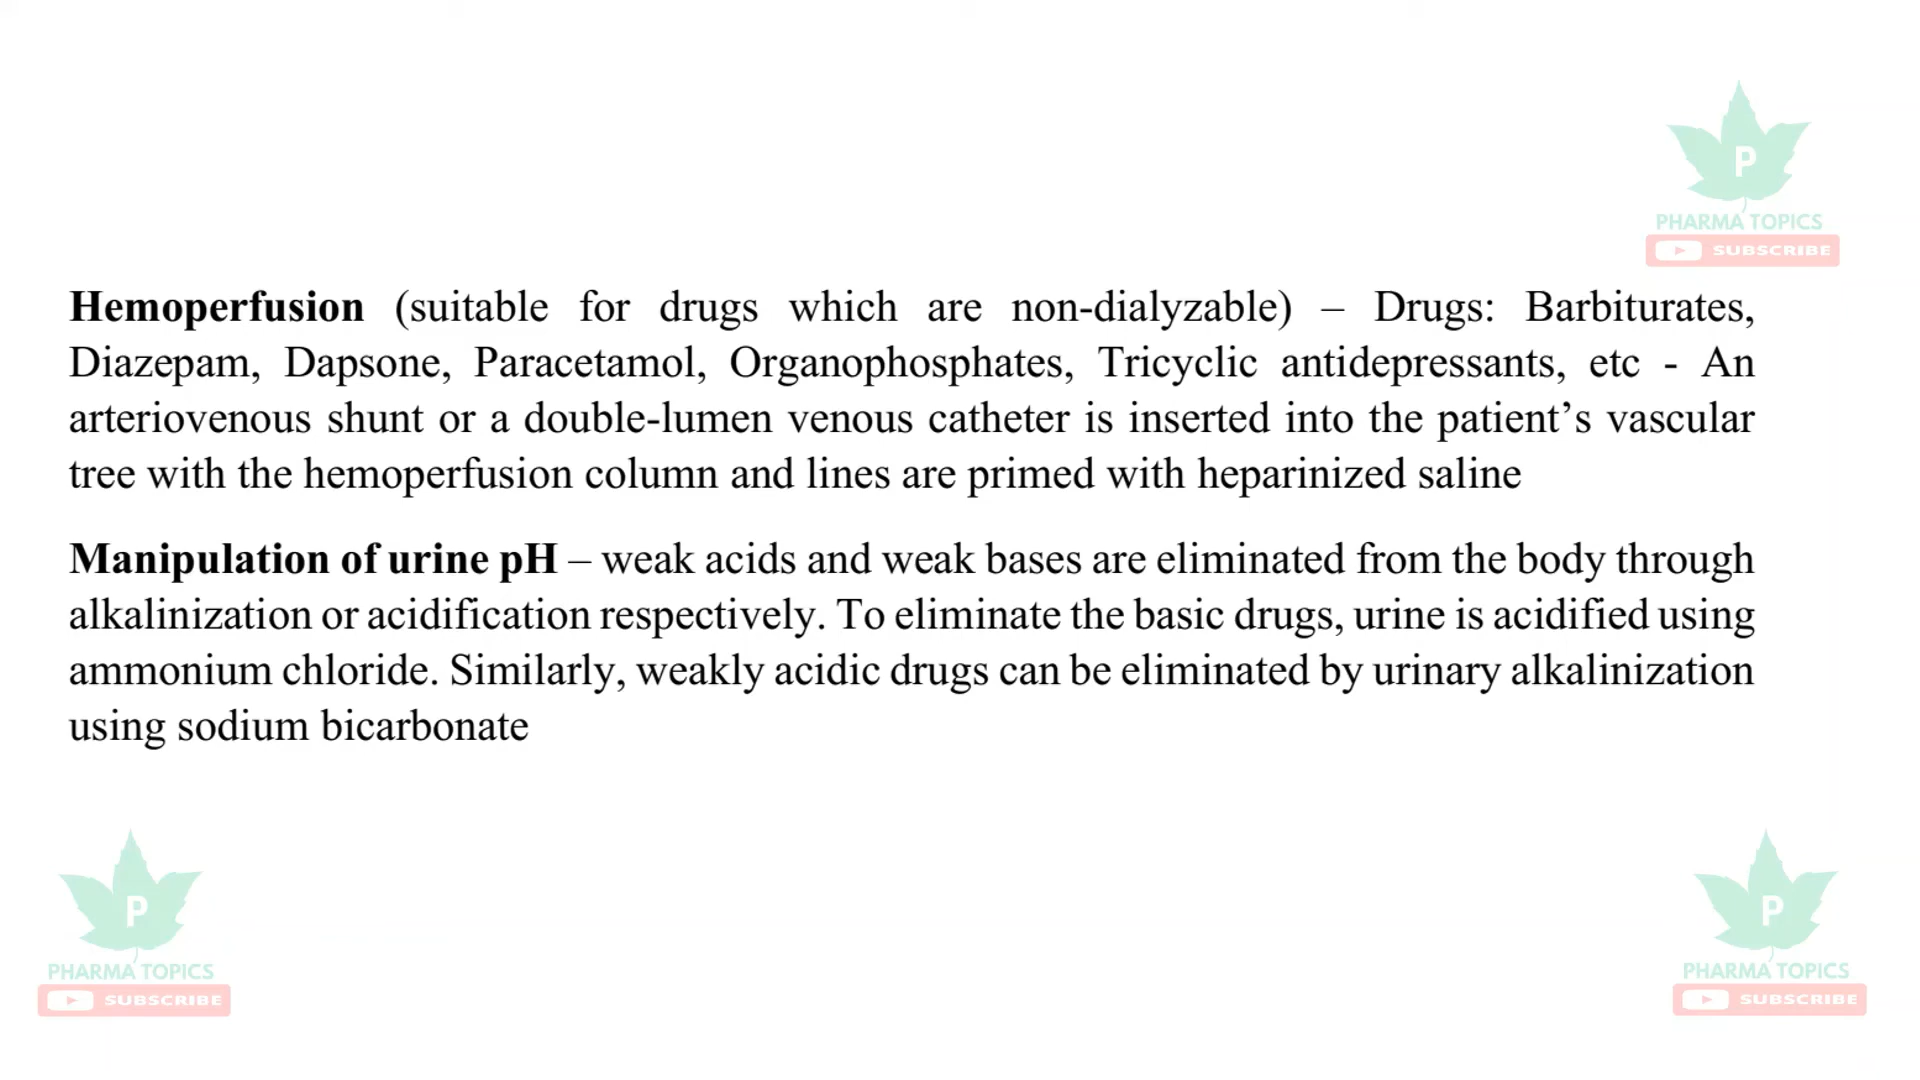 P
PHARMA TOPICS
SUBSCRIBE
Hemoperfusion (suitable for drugs which are non-dialyzable) – Drugs: Barbiturates,
Diazepam, Dapsone, Paracetamol, Organophosphates, Tricyclic antidepressants, etc - An
arteriovenous shunt or a double-lumen venous catheter is inserted into the patient’s vascular
tree with the hemoperfusion column and lines are primed with heparinized saline
Manipulation of urine pH – weak acids and weak bases are eliminated from the body through
alkalinization or acidification respectively. To eliminate the basic drugs, urine is acidified using
ammonium chloride. Similarly, weakly acidic drugs can be eliminated by urinary alkalinization
using sodium bicarbonate
P
PHARMA TOPICS
SUBSCRIBE
P
PHARMA TOPICS
SUBSCRIBE